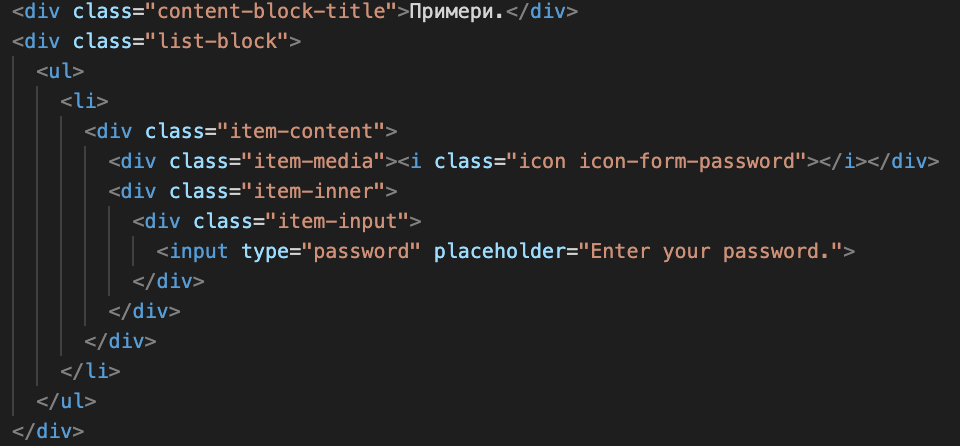 <div class="content-block-title">Примери.</div>
<div class="list-block">
<ul>
<li>
<div class="item-content">
<div class="item-media"><i class="icon icon-form-password"></i></div>
<div class="item-inner">
<div class="item-input">
<input type="password" placeholder="Enter your password.">
</div>
</div>
</div>
</li>
</ul>
</div>